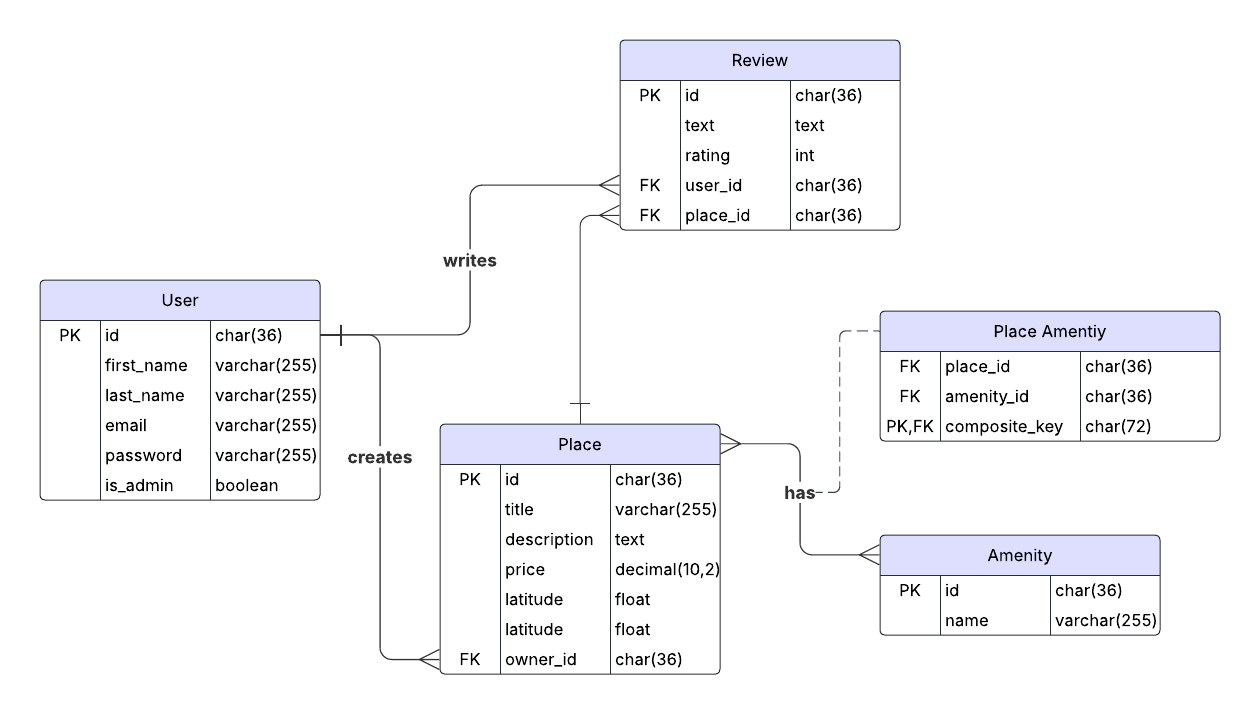 Review
PK id char(36)
text text
rating int
FK user_id char(36)
FK place_id char(36)
writes
User
PK id char(36)
first_name varchar(255)
last_name varchar(255)
email varchar(255)
password varchar(255)
is_admin boolean
creates
Place
PK id char(36)
title varchar(255)
description text
price decimal(10,2)
latitude float
latitude float
FK owner_id char(36)
has
Place Amentiy
FK place_id char(36)
FK amenity_id char(36)
PK,FK composite_key char(72)
Amenity
PK id char(36)
name varchar(255)